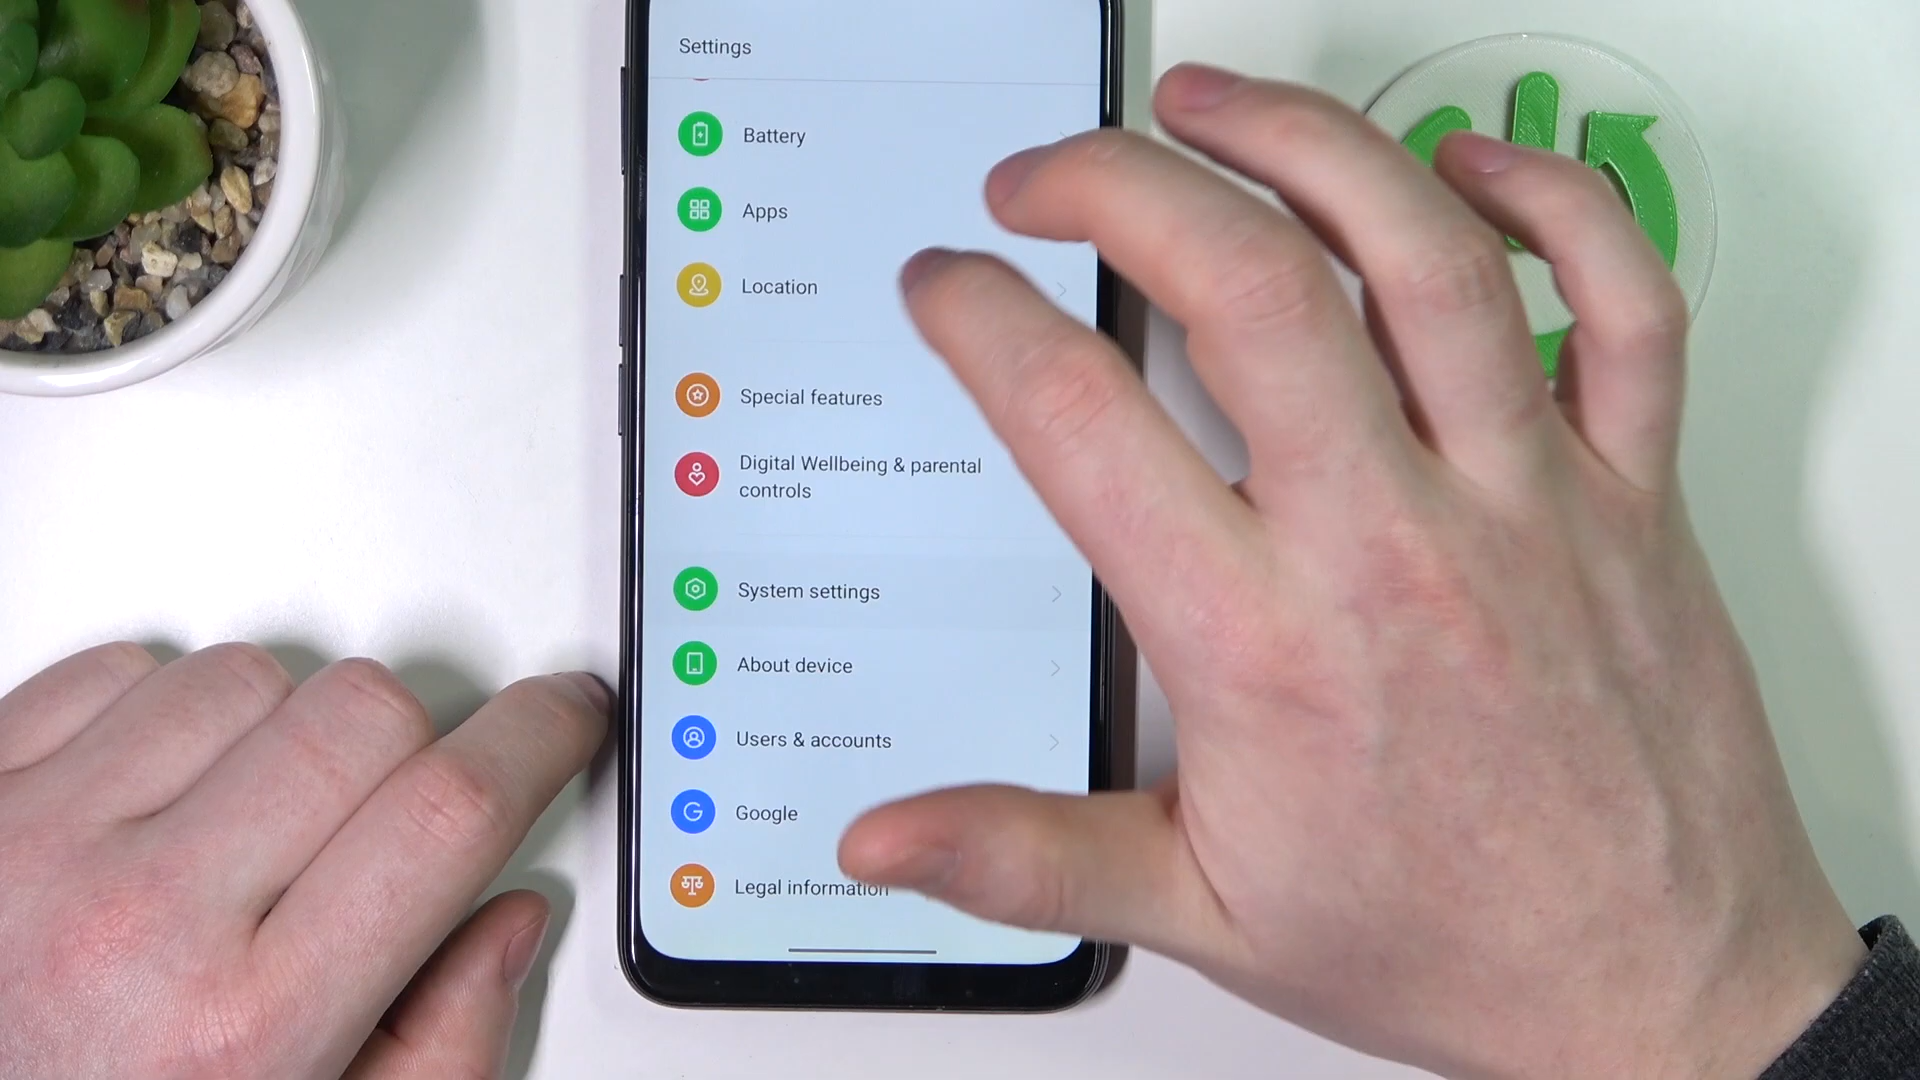 Settings
Battery
Apps
Location
Special features
Digital Wellbeing & parental
controls
System settings
About device
Users & accounts
Google
Legal information